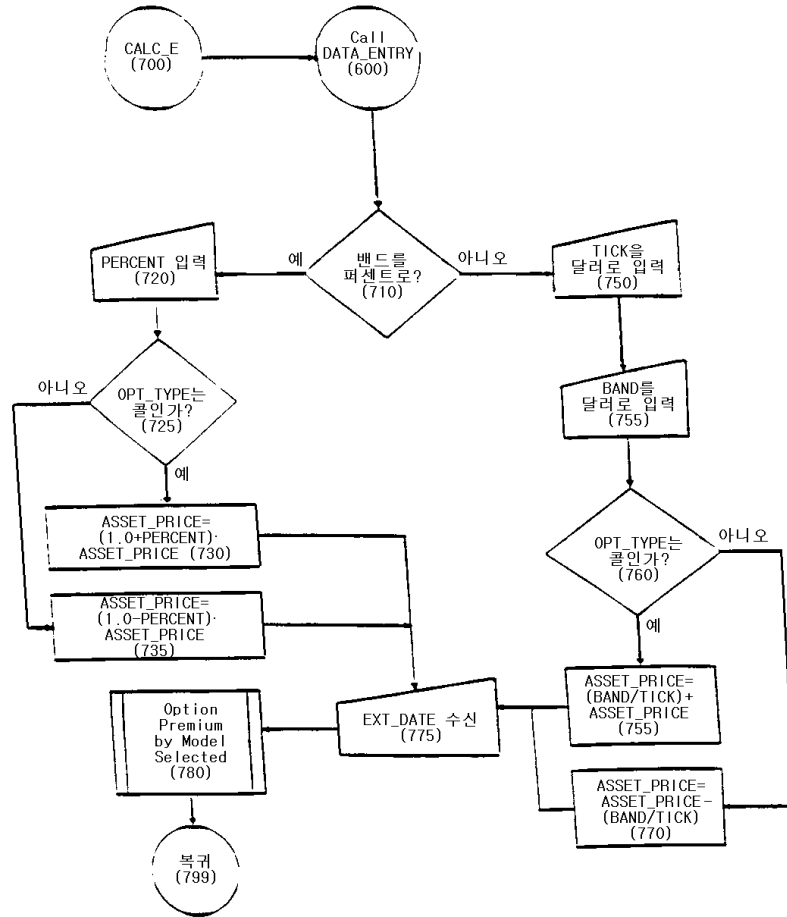 CALC_E
(700)
Call
DATA_ENTRY
(600)
PERCENT 입력
(720)
예
밴드를
퍼센트로?
(710)
아니오
TICK을
달러로 입력
(750)
아니오
OPT_TYPE는
콜인가?
(725)
예
BAND를
달러로 입력
(755)
ASSET_PRICE=
(1.0+PERCENT)·
ASSET_PRICE (730)
OPT_TYPE는
콜인가?
(760)
아니오
예
ASSET_PRICE=
(1.0-PERCENT)·
ASSET_PRICE
(735)
Option
Premium
by Model
Selected
(780)
EXT_DATE 수신
(775)
ASSET_PRICE=
(BAND/TICK)+
ASSET_PRICE
(755)
ASSET_PRICE=
ASSET_PRICE-
(BAND/TICK)
(770)
복귀
(799)